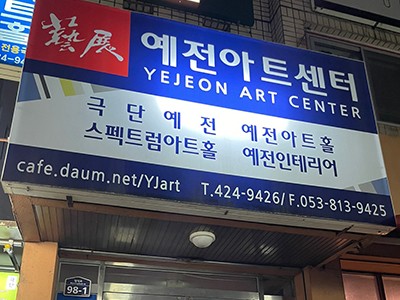 藝展 예전아트센터
YEJEON ART CENTER
극단예전 예전아트홀
스펙트럼아트홀 예전인테리어
cafe.daum.net/YJart T.424-9426/ F.053-813-9425
98-1